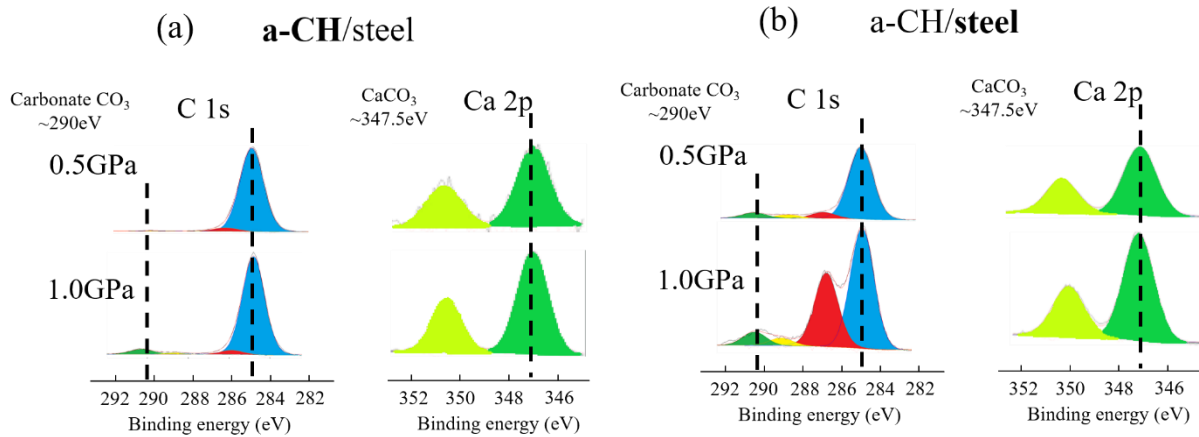 (a) a-CH/steel
Carbonate CO₃
~290eV
C 1s
CaCO₃
~347.5eV
Ca 2p
0.5GPa
1.0GPa
292 290 288 286 284 282
Binding energy (eV)
352 350 348 346
Binding energy (eV)
(b) a-CH/steel
Carbonate CO₃
~290eV
C 1s
CaCO₃
~347.5eV
Ca 2p
0.5GPa
1.0GPa
292 290 288 286 284 282
Binding energy (eV)
352 350 348 346
Binding energy (eV)